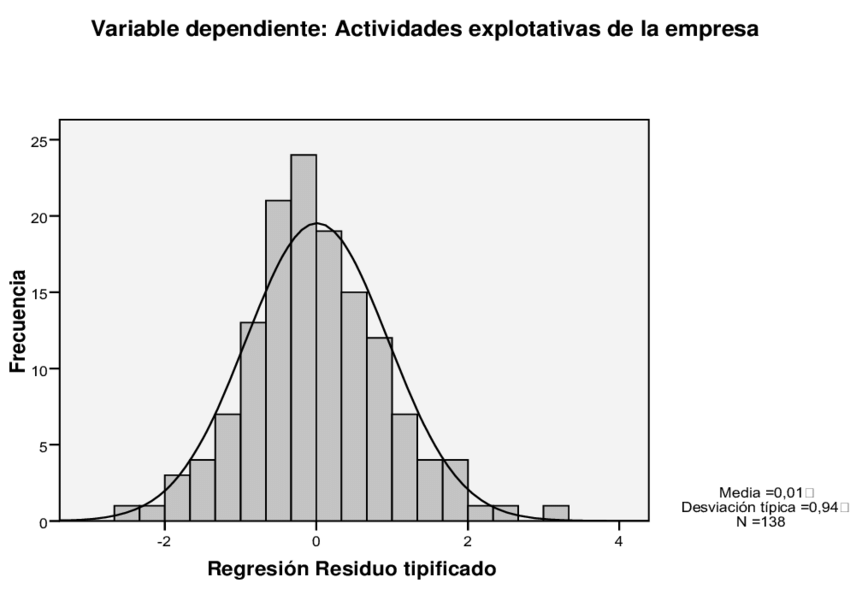 Variable dependiente: Actividades explotativas de la empresa
25
20
15
10
5
0
Frecuencia
-2
0
2
4
Regresión Residuo tipificado
Media =0,01
Desviación típica =0,94
N =138